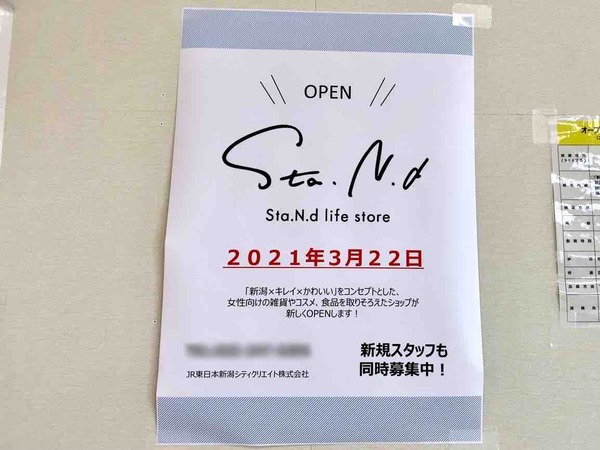 OPEN
Sta.N.d
Sta.N.d life store
2021年3月22日
「新潟×キレイ×かわいい」をコンセプトとした、
女性向けの雑貨やコスメ、食品を取りそろえたショップが
新しくOPENします！
新規スタッフも
同時募集中！
JR東日本新潟シティクリエイト株式会社
オープ